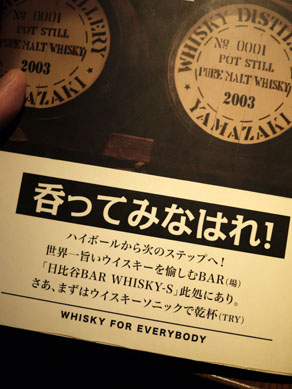 WHISKY DISTILLERY
№ 0001
POT STILL
PURE MALT WHISKY
2003
YAMAZAKI
WHISKY DISTILLERY
№ 0001
POT STILL
PURE MALT WHISKY
2003
YAMAZAKI
呑ってみなはれ!
ハイボールから次のステップへ!
世界一旨いウイスキーを愉しむBAR(場)
「日比谷BAR WHISKY-S」此処にあり。
さあ、まずはウイスキーソニックで乾杯(TRY)
WHISKY FOR EVERYBODY